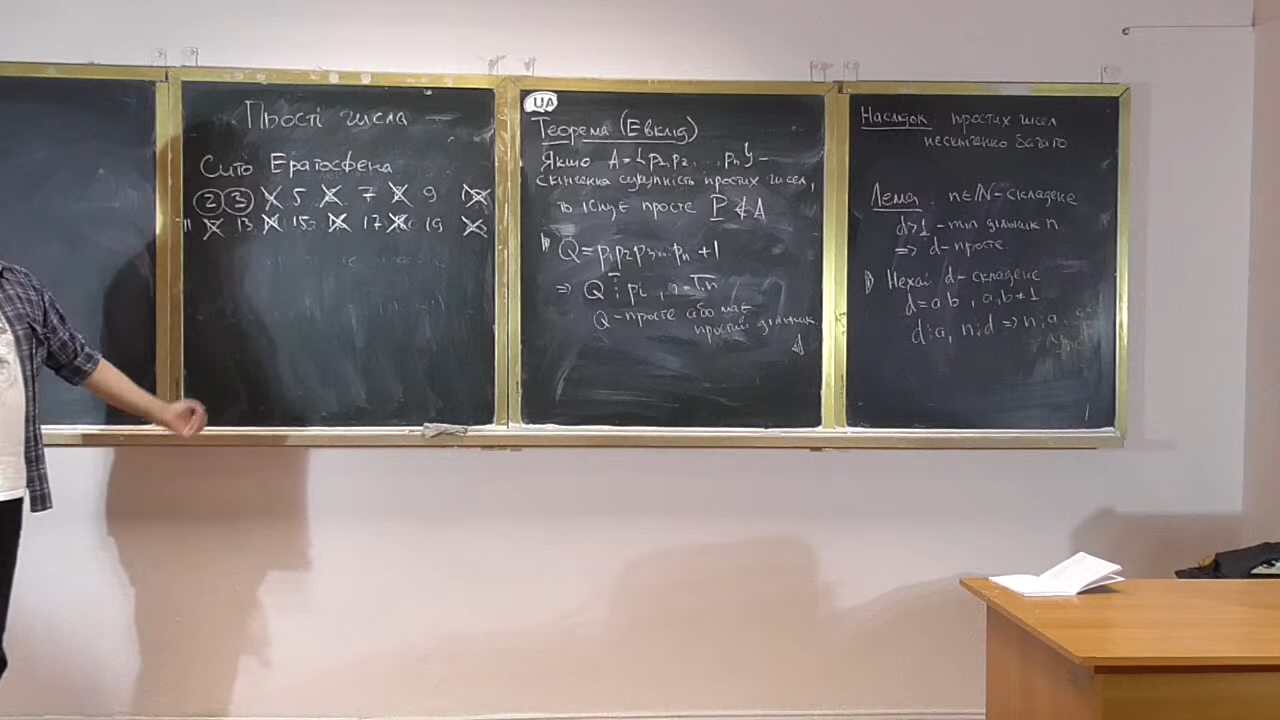 Прості числа
Сито Ератосфена
2 3 4 5 6 7 8 9 10
11 12 13 14 15 16 17 18 19 20
UA
Теорема (Евклід)
Якщо A={p1,p2, ..., pn} –
скінченна сукупність простих чисел,
то існує просте P∉A
Q=p1p2p3...pn +1
⇒ Q ⋮̸ pi , i=1,n
Q – просте або має
простий дільник.
Наслідок: простих чисел
нескінченно багато
Лема: n∈ℕ – складене
d>1 – min дільник n
⇒ d – просте
Нехай d – складене
d=ab , a,b≠1
d⋮a, n⋮d ⇒ n⋮a